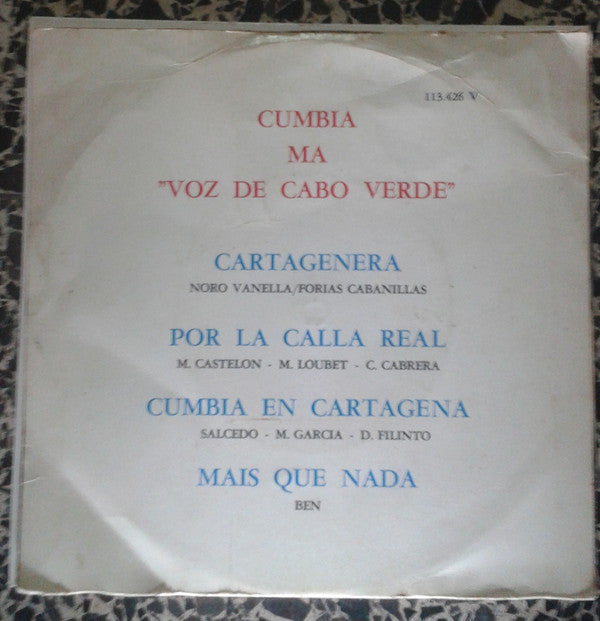 113.426 V
CUMBIA
MA
"VOZ DE CABO VERDE"
CARTAGENERA
NORO VANELLA/FORIAS CABANILLAS
POR LA CALLA REAL
M. CASTELON - M. LOUBET - C. CABRERA
CUMBIA EN CARTAGENA
SALCEDO - M. GARCIA - D. FILINTO
MAIS QUE NADA
BEN